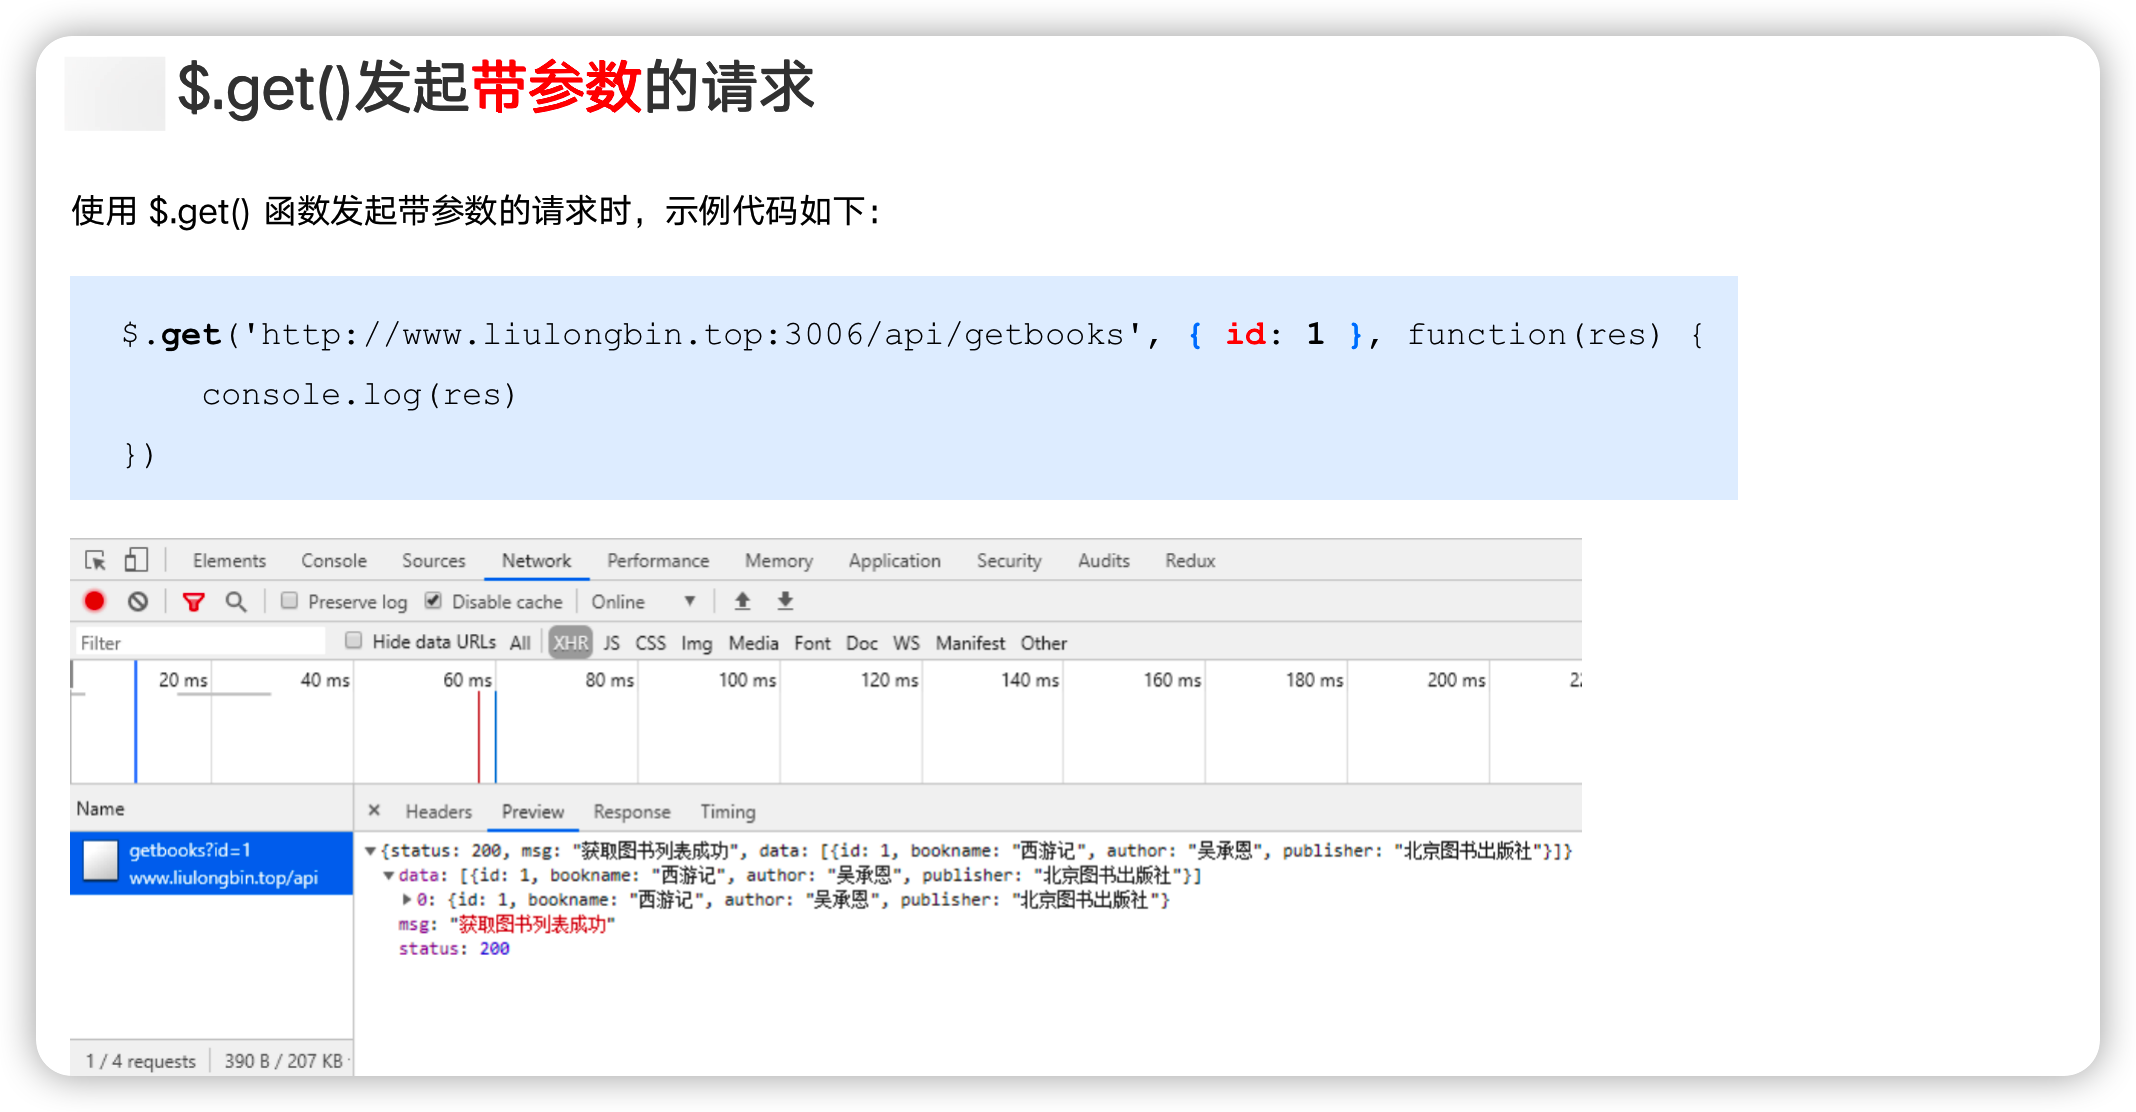 $.get()发起带参数的请求
使用 $.get() 函数发起带参数的请求时，示例代码如下：
$.get('http://www.liulongbin.top:3006/api/getbooks', { id: 1 }, function(res) {
console.log(res)
})
Elements Console Sources Network Performance Memory Application Security Audits Redux
Preserve log Disable cache Online
Filter Hide data URLs All XHR JS CSS Img Media Font Doc WS Manifest Other
20 ms 40 ms 60 ms 80 ms 100 ms 120 ms 140 ms 160 ms 180 ms 200 ms
Name × Headers Preview Response Timing
getbooks?id=1
www.liulongbin.top/api
{status: 200, msg: "获取图书列表成功", data: [{id: 1, bookname: "西游记", author: "吴承恩", publisher: "北京图书出版社"}]}
data: [{id: 1, bookname: "西游记", author: "吴承恩", publisher: "北京图书出版社"}]
0: {id: 1, bookname: "西游记", author: "吴承恩", publisher: "北京图书出版社"}
msg: "获取图书列表成功"
status: 200
1 / 4 requests 390 B / 207 KB